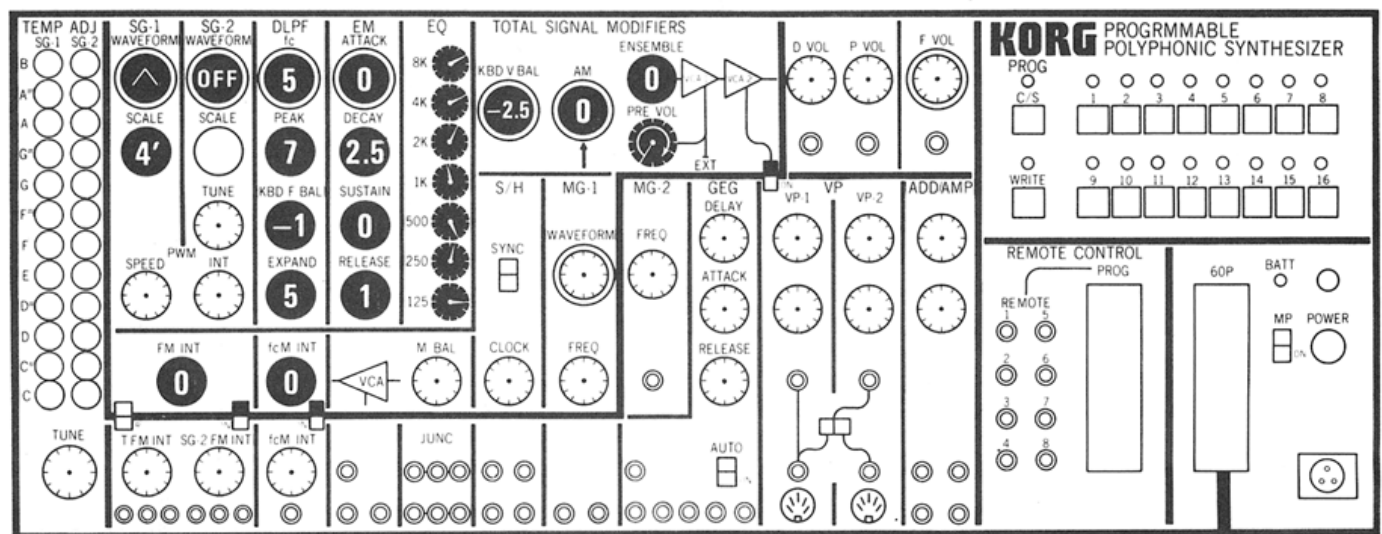 TEMP ADJ
SG-1 SG-2
B
A#
A
G#
G
F#
F
E
D#
D
C#
C
TUNE
SG-1
WAVEFORM
SCALE
4'
SPEED
PWM
SG-2
WAVEFORM
OFF
SCALE
TUNE
INT
DLPF
fc
5
PEAK
7
KBD F BAL
−1
EXPAND
5
EM
ATTACK
0
DECAY
2.5
SUSTAIN
0
RELEASE
1
EQ
8K
4K
2K
1K
500
250
125
FM INT
0
fcM INT
0
VCA
M BAL
T FM INT
SG-2 FM INT
fcM INT
JUNC
TOTAL SIGNAL MODIFIERS
KBD V BAL
−2.5
AM
0
ENSEMBLE
0
PRE VOL
VCA
VCA 2
EXT
S/H
SYNC
CLOCK
MG-1
WAVEFORM
FREQ
MG-2
FREQ
GEG
DELAY
ATTACK
RELEASE
AUTO
D VOL
P VOL
F VOL
VP
VP-1
VP-2
ADD/AMP
KORG PROGRMMABLE
POLYPHONIC SYNTHESIZER
PROG
C/S
1 2 3 4 5 6 7 8
WRITE
9 10 11 12 13 14 15 16
REMOTE CONTROL
PROG
REMOTE
1 5
2 6
3 7
4 8
60P
BATT
MP
ON
POWER